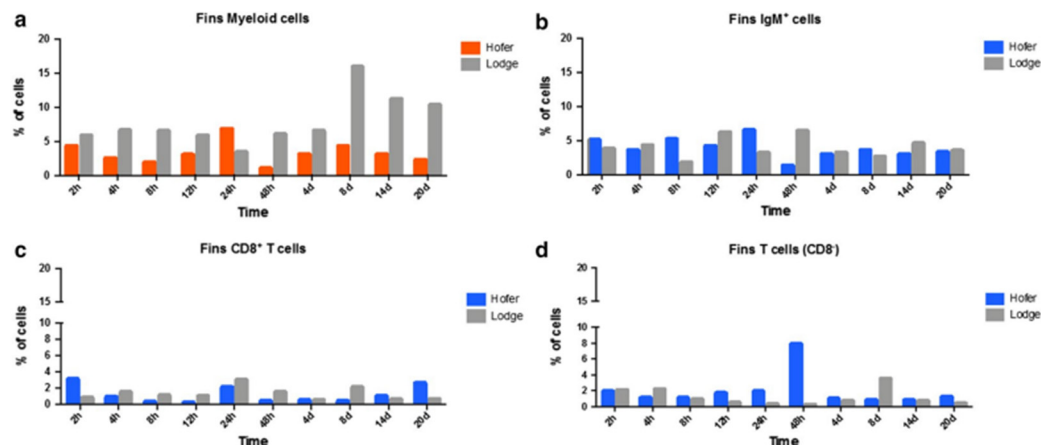 a
Fins Myeloid cells
20
15
10
5
0
% of cells
2h 4h 8h 12h 24h 48h 4d 8d 14d 20d
Time
Hofer
Lodge
b
Fins IgM⁺ cells
20
15
10
5
0
% of cells
2h 4h 8h 12h 24h 48h 4d 8d 14d 20d
Time
Hofer
Lodge
c
Fins CD8⁺ T cells
20
15
10
8
6
4
2
0
% of cells
2h 4h 8h 12h 24h 48h 4d 8d 14d 20d
Time
Hofer
Lodge
d
Fins T cells (CD8⁻)
20
15
10
8
6
4
2
0
% of cells
2h 4h 8h 12h 24h 48h 4d 8d 14d 20d
Time
Hofer
Lodge